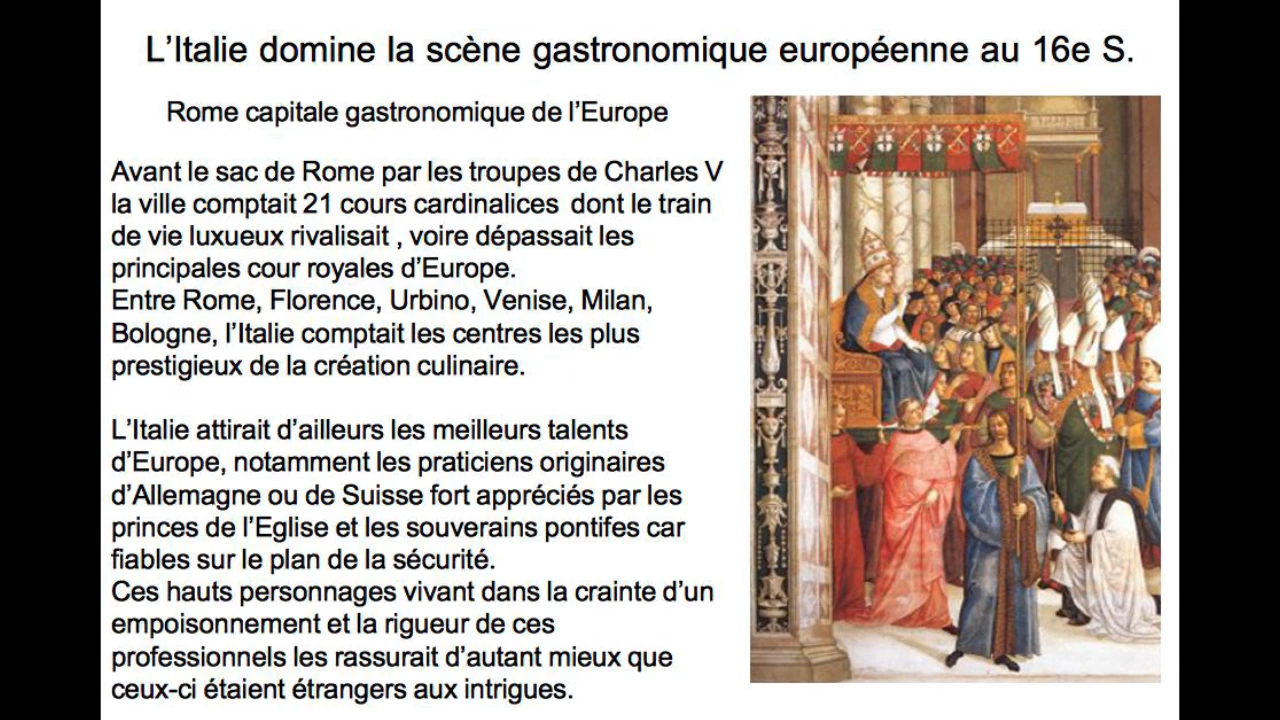 L’Italie domine la scène gastronomique européenne au 16e S.
Rome capitale gastronomique de l’Europe
Avant le sac de Rome par les troupes de Charles V
la ville comptait 21 cours cardinalices dont le train
de vie luxueux rivalisait , voire dépassait les
principales cour royales d’Europe.
Entre Rome, Florence, Urbino, Venise, Milan,
Bologne, l’Italie comptait les centres les plus
prestigieux de la création culinaire.
L’Italie attirait d’ailleurs les meilleurs talents
d’Europe, notamment les praticiens originaires
d’Allemagne ou de Suisse fort appréciés par les
princes de l’Eglise et les souverains pontifes car
fiables sur le plan de la sécurité.
Ces hauts personnages vivant dans la crainte d’un
empoisonnement et la rigueur de ces
professionnels les rassurait d’autant mieux que
ceux-ci étaient étrangers aux intrigues.